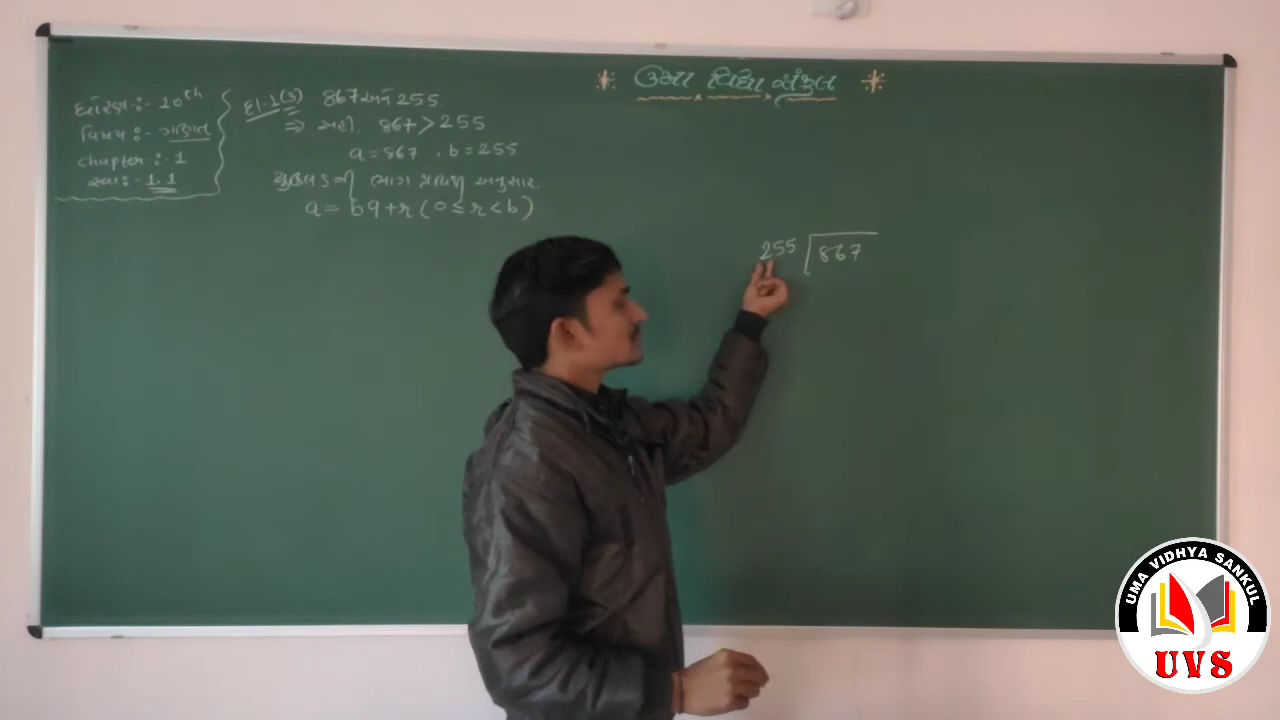 * ઉમા વિદ્યા સંકુલ *
ધોરણ :- 10th
વિષય :- ગણિત
chapter :- 1
સ્વા :- 1.1
દા-1(3) 867 અને 255
⇒ અહીં 867 > 255
a = 867 , b = 255
યુક્લિડની ભાગ પ્રવિધિ અનુસાર.
a = bq + r (0 ≤ r < b)
255 867
UMA VIDHYA SANKUL
UVS